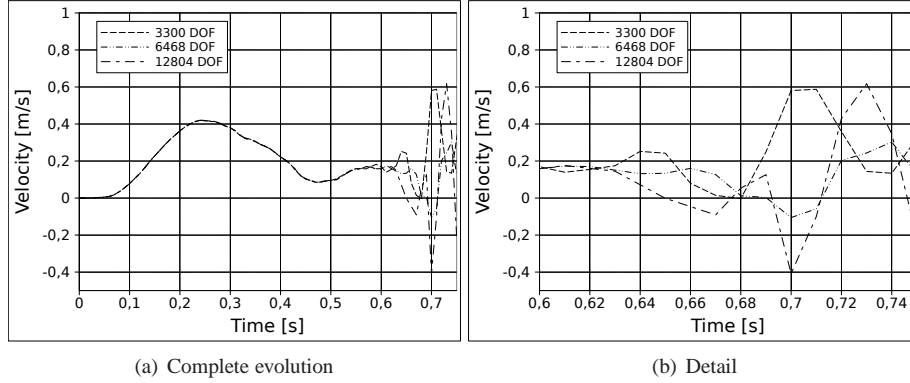 1
0,8
0,6
0,4
0,2
0
-0,2
-0,4
Velocity [m/s]
3300 DOF
6468 DOF
12804 DOF
0 0,1 0,2 0,3 0,4 0,5 0,6 0,7
Time [s]
(a) Complete evolution
1
0,8
0,6
0,4
0,2
0
-0,2
-0,4
Velocity [m/s]
3300 DOF
6468 DOF
12804 DOF
0,6 0,62 0,64 0,66 0,68 0,7 0,72 0,74
Time [s]
(b) Detail